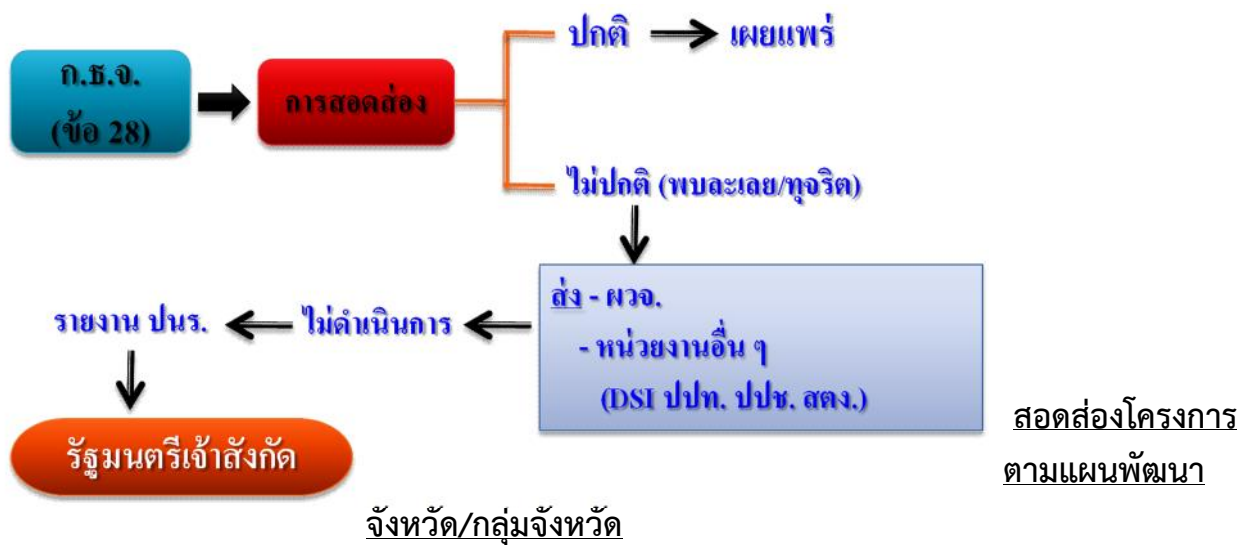 ก.ธ.จ.
(ข้อ 28)
การสอดส่อง
ปกติ
เผยแพร่
ไม่ปกติ (พบละเลย/ทุจริต)
ส่ง - ผวจ.
- หน่วยงานอื่น ๆ
(DSI ปปท. ปปช. สตง.)
ไม่ดำเนินการ
รายงาน ปนร.
รัฐมนตรีเจ้าสังกัด
สอดส่องโครงการ
ตามแผนพัฒนา
จังหวัด/กลุ่มจังหวัด